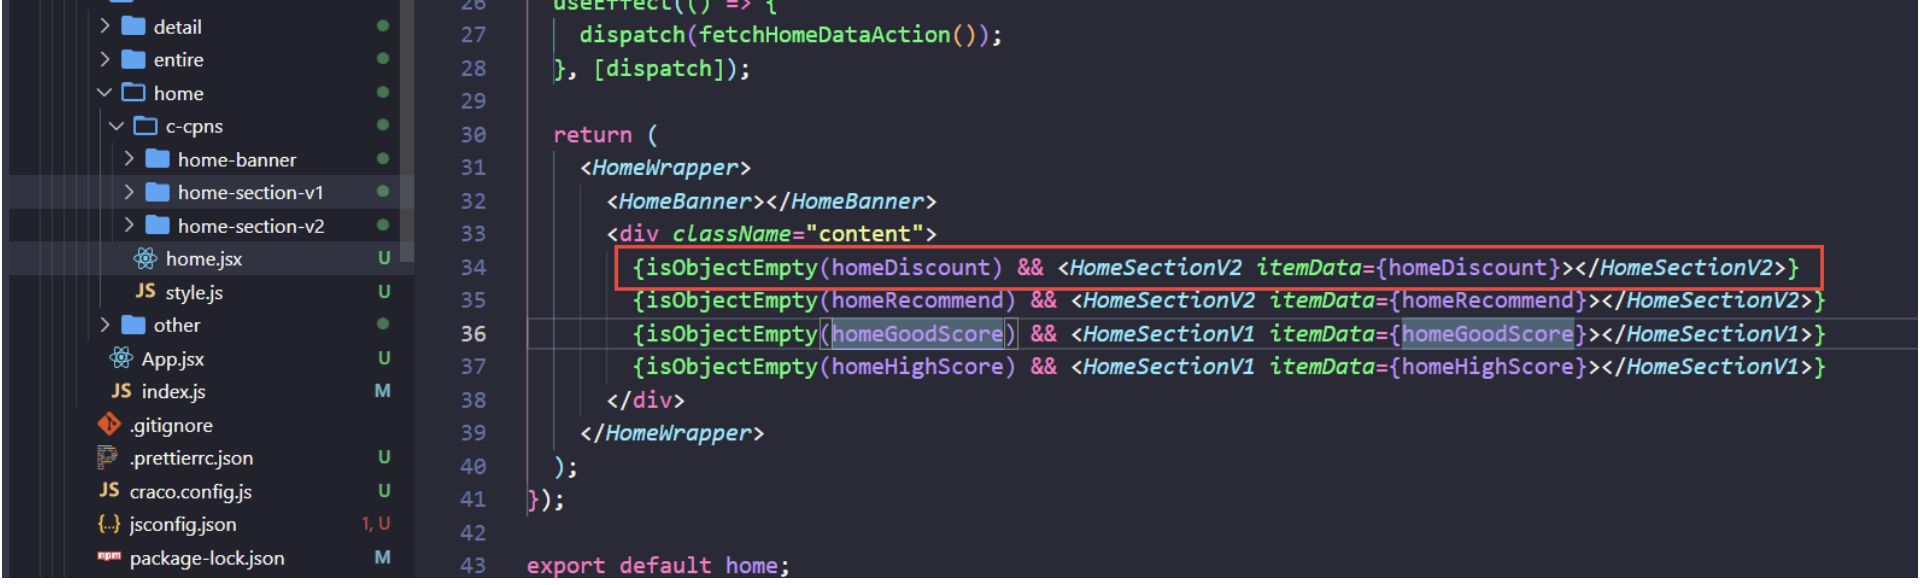 detail
entire
home
c-cpns
home-banner
home-section-v1
home-section-v2
home.jsx U
JS style.js U
other
App.jsx U
JS index.js M
.gitignore
.prettierrc.json U
JS craco.config.js U
{..} jsconfig.json 1, U
npm package-lock.json M
26 useEffect(() => {
27 dispatch(fetchHomeDataAction());
28 }, [dispatch]);
29
30 return (
31 <HomeWrapper>
32 <HomeBanner></HomeBanner>
33 <div className="content">
34 {isObjectEmpty(homeDiscount) && <HomeSectionV2 itemData={homeDiscount}></HomeSectionV2>}
35 {isObjectEmpty(homeRecommend) && <HomeSectionV2 itemData={homeRecommend}></HomeSectionV2>}
36 {isObjectEmpty(homeGoodScore) && <HomeSectionV1 itemData={homeGoodScore}></HomeSectionV1>}
37 {isObjectEmpty(homeHighScore) && <HomeSectionV1 itemData={homeHighScore}></HomeSectionV1>}
38 </div>
39 </HomeWrapper>
40 );
41 });
42
43 export default home;